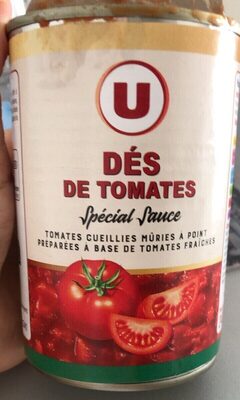 U
DÉS
DE TOMATES
Spécial Sauce
TOMATES CUEILLIES MÛRIES À POINT
PRÉPARÉES À BASE DE TOMATES FRAÎCHES